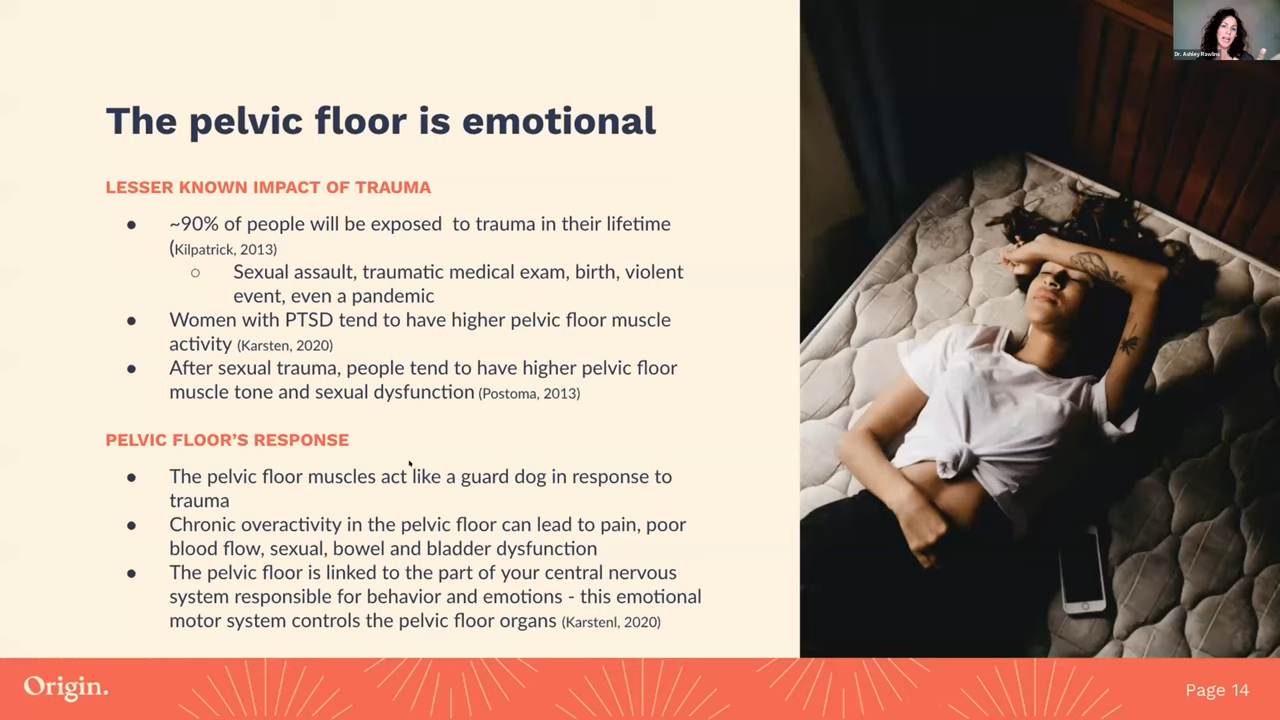 Dr. Ashley Rawlins
The pelvic floor is emotional
LESSER KNOWN IMPACT OF TRAUMA
● ~90% of people will be exposed to trauma in their lifetime
(Kilpatrick, 2013)
○ Sexual assault, traumatic medical exam, birth, violent
event, even a pandemic
● Women with PTSD tend to have higher pelvic floor muscle
activity (Karsten, 2020)
● After sexual trauma, people tend to have higher pelvic floor
muscle tone and sexual dysfunction (Postoma, 2013)
PELVIC FLOOR'S RESPONSE
● The pelvic floor muscles act like a guard dog in response to
trauma
● Chronic overactivity in the pelvic floor can lead to pain, poor
blood flow, sexual, bowel and bladder dysfunction
● The pelvic floor is linked to the part of your central nervous
system responsible for behavior and emotions - this emotional
motor system controls the pelvic floor organs (Karstenl, 2020)
Origin.
Page 14